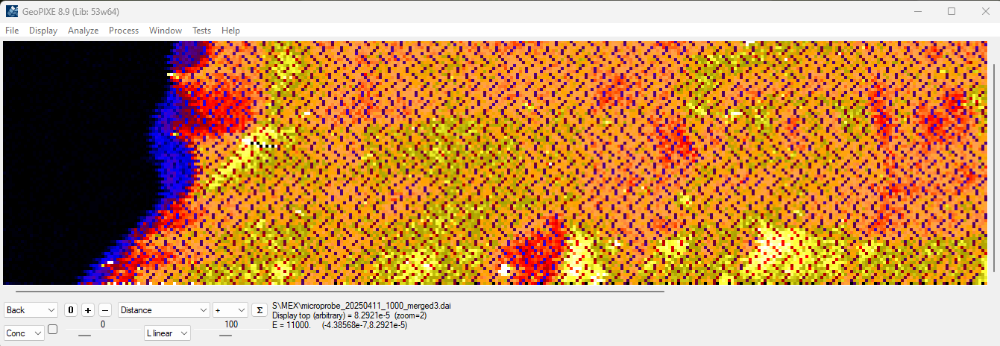 GeoPIXE 8.9 (Lib: 53w64)
File Display Analyze Process Window Tests Help
Back 0 + − Distance + Σ S\MEX\microprobe_20250411_1000_merged3.dai
Display top (arbitrary) = 8.2921e-5 (zoom=2)
0 100 E = 11000. (-4.38568e-7,8.2921e-5)
Conc L linear